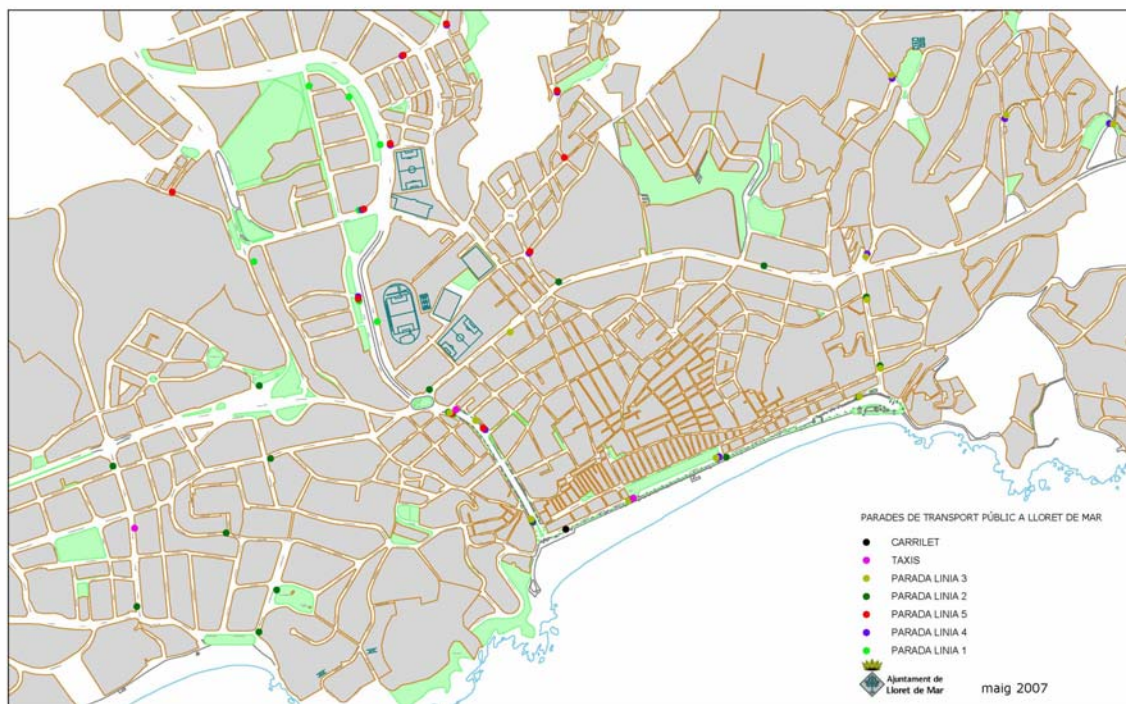 PARADES DE TRANSPORT PÚBLIC A LLORET DE MAR
CARRILET
TAXIS
PARADA LINIA 3
PARADA LINIA 2
PARADA LINIA 5
PARADA LINIA 4
PARADA LINIA 1
Ajuntament de
Lloret de Mar
maig 2007